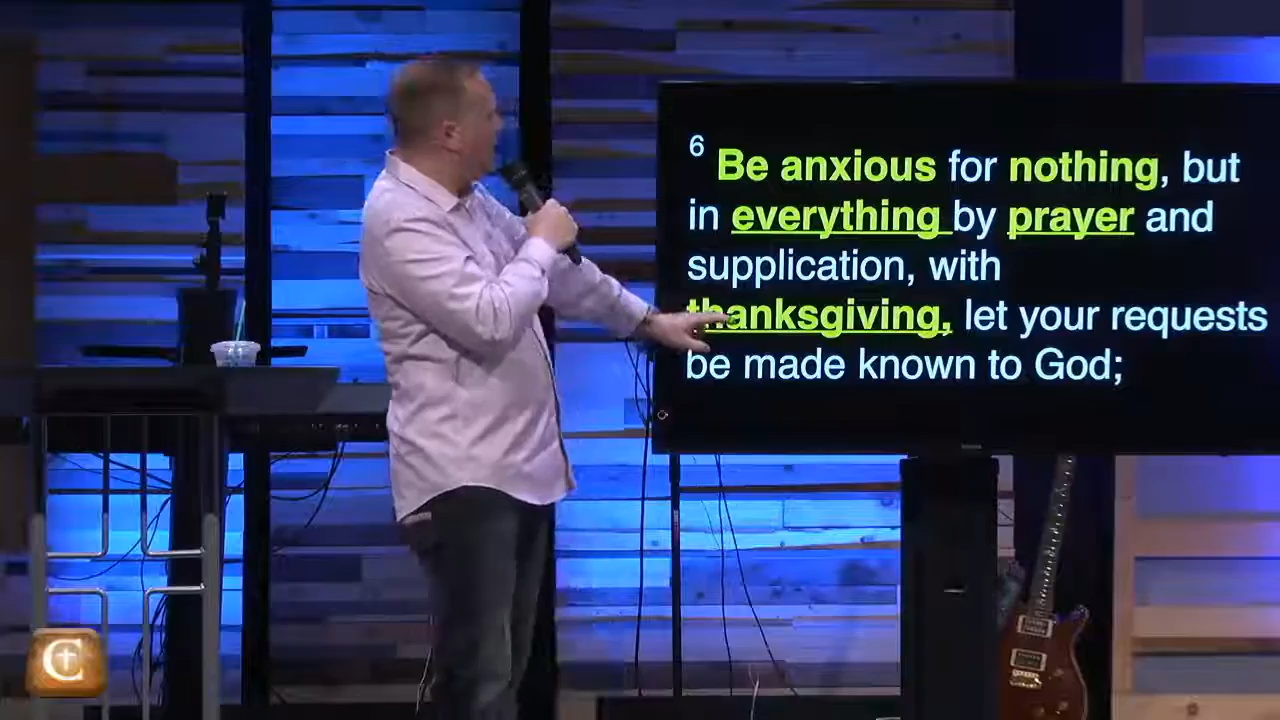 6 Be anxious for nothing, but
in everything by prayer and
supplication, with
thanksgiving, let your requests
be made known to God;
C